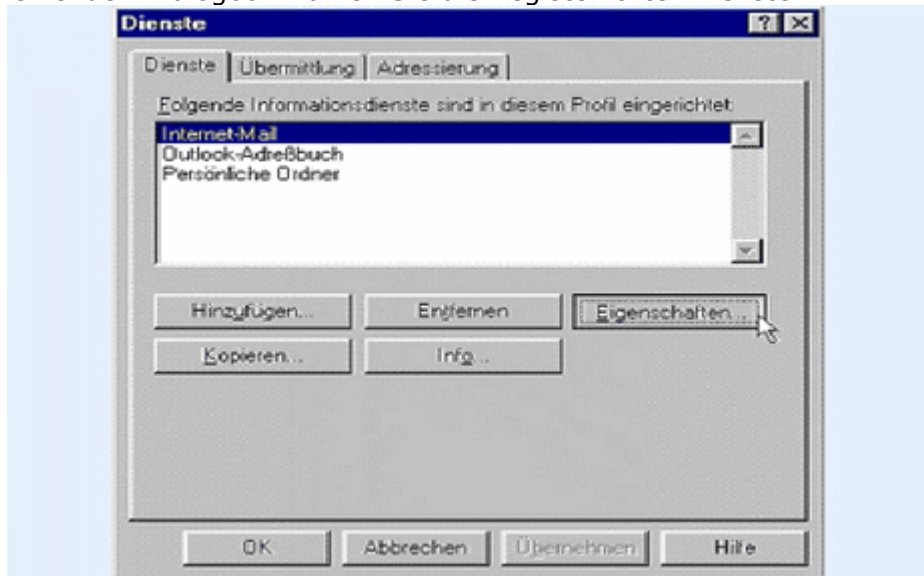 Dienste
Dienste Übermittlung Adressierung
Folgende Informationsdienste sind in diesem Profil eingerichtet:
Internet-Mail
Outlook-Adreßbuch
Persönliche Ordner
Hinzufügen... Entfernen Eigenschaften...
Kopieren... Info...
OK Abbrechen Übernehmen Hilfe